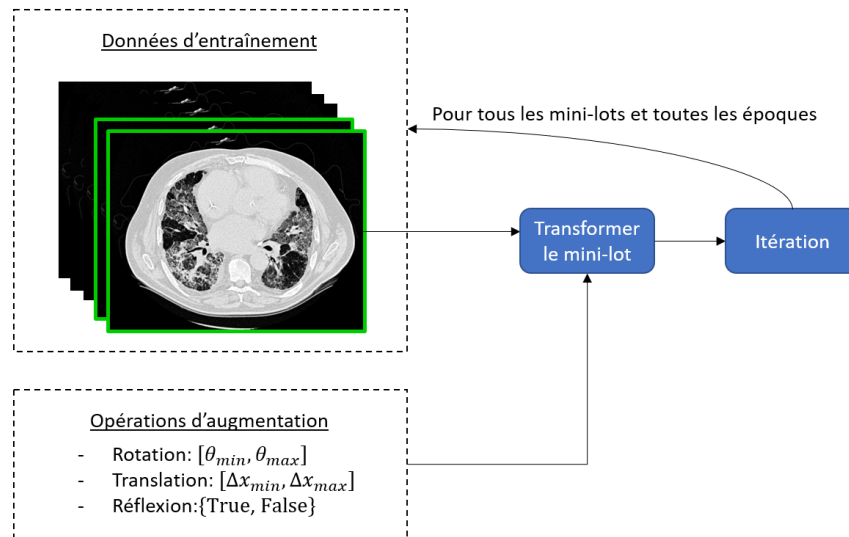 Données d'entraînement
Pour tous les mini-lots et toutes les époques
Transformer
le mini-lot
Itération
Opérations d'augmentation
- Rotation: [θ_min, θ_max]
- Translation: [Δx_min, Δx_max]
- Réflexion:{True, False}